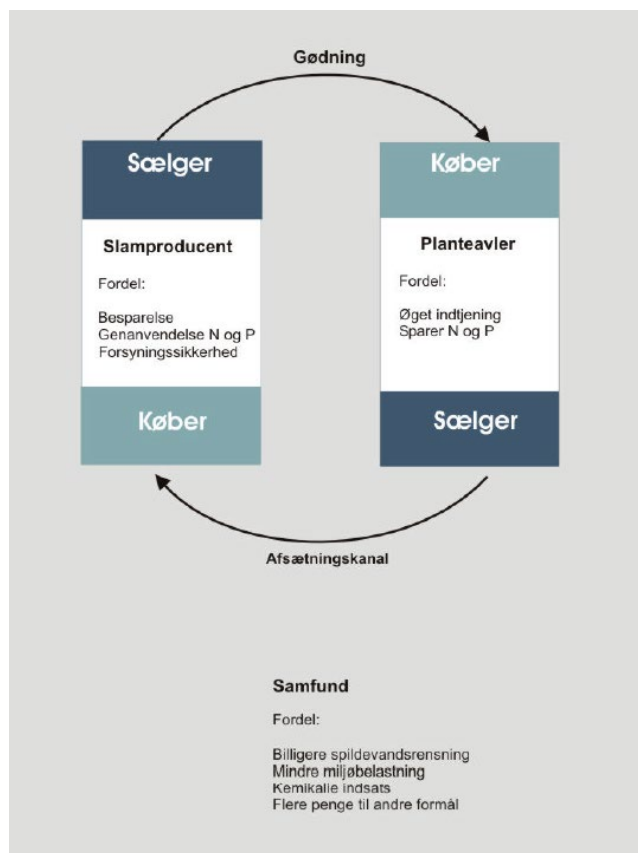 Gødning
Sælger
Slamproducent
Fordel:
Besparelse
Genanvendelse N og P
Forsyningssikkerhed
Køber
Køber
Planteavler
Fordel:
Øget indtjening
Sparer N og P
Sælger
Afsætningskanal
Samfund
Fordel:
Billigere spildevandsrensning
Mindre miljøbelastning
Kemikalie indsats
Flere penge til andre formål